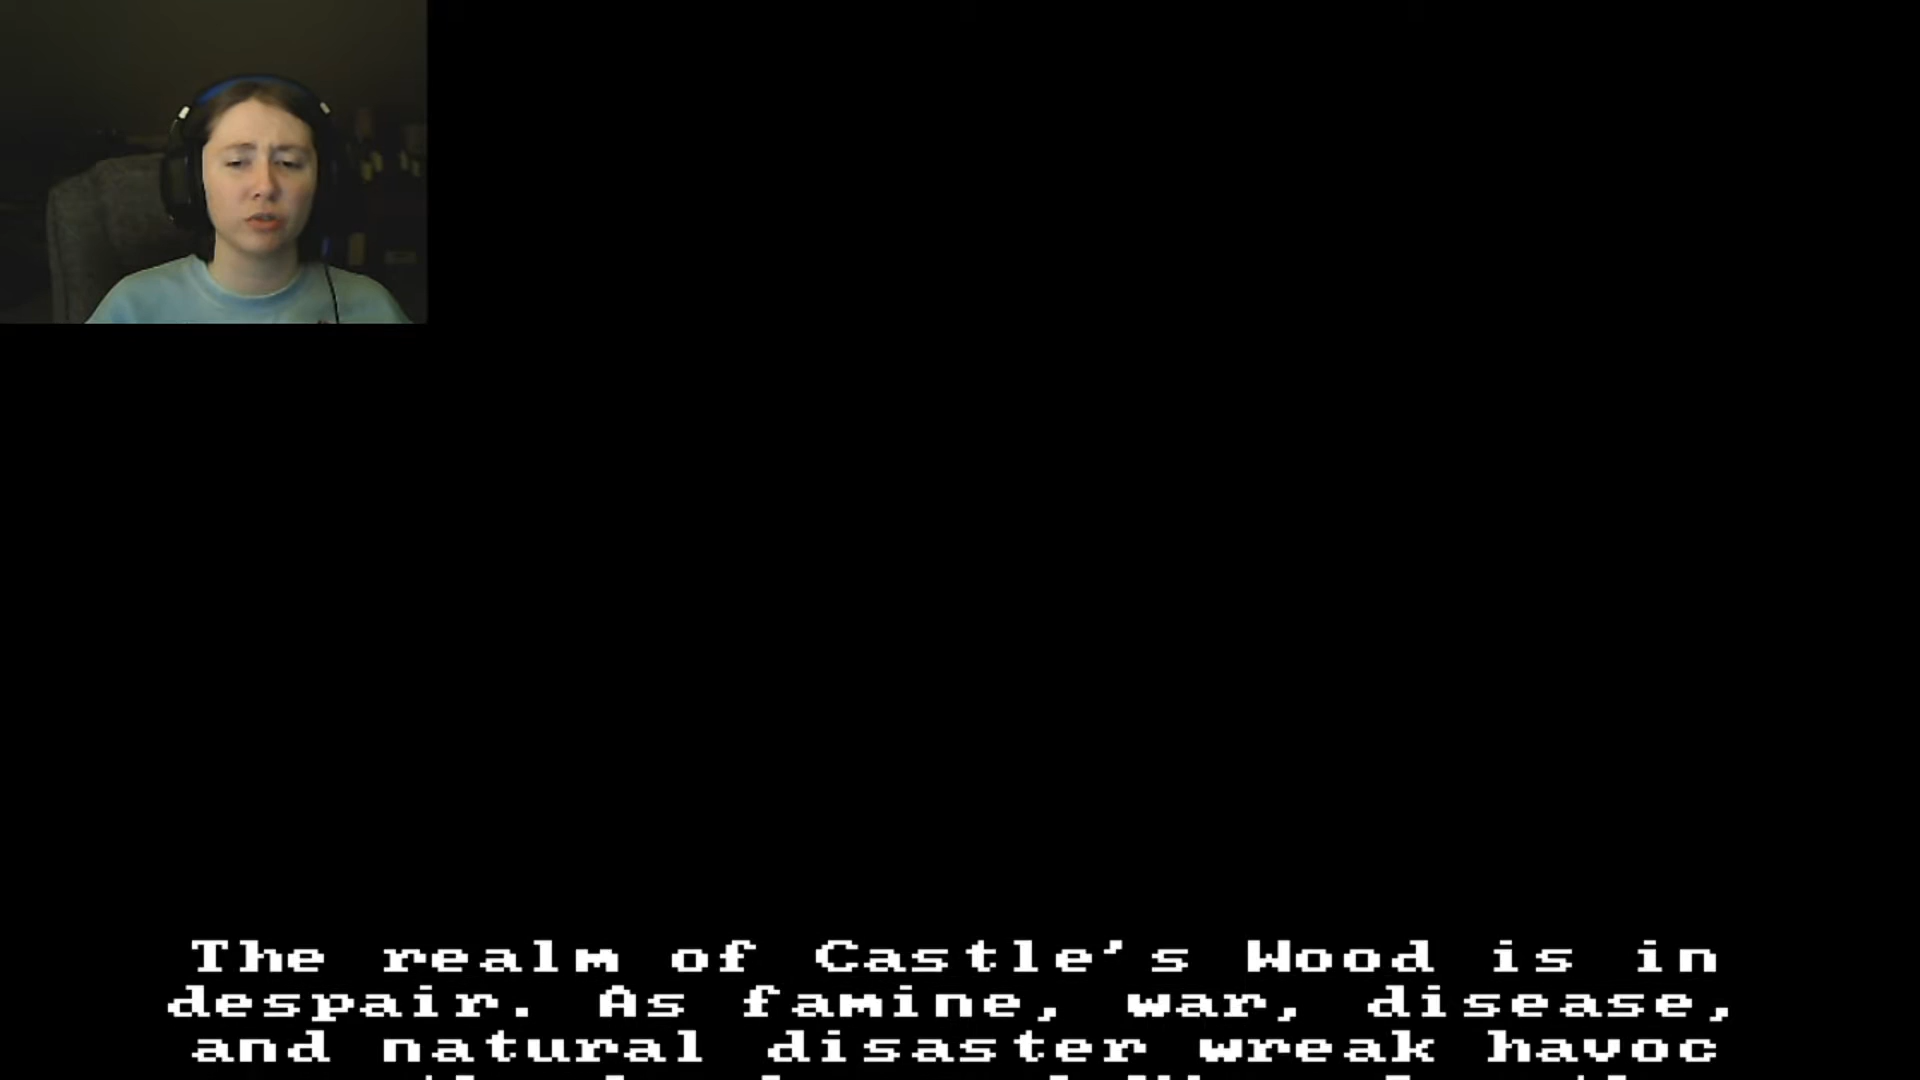 The realm of Castle's Wood is in
despair. As famine, war, disease,
and natural disaster wreak havoc